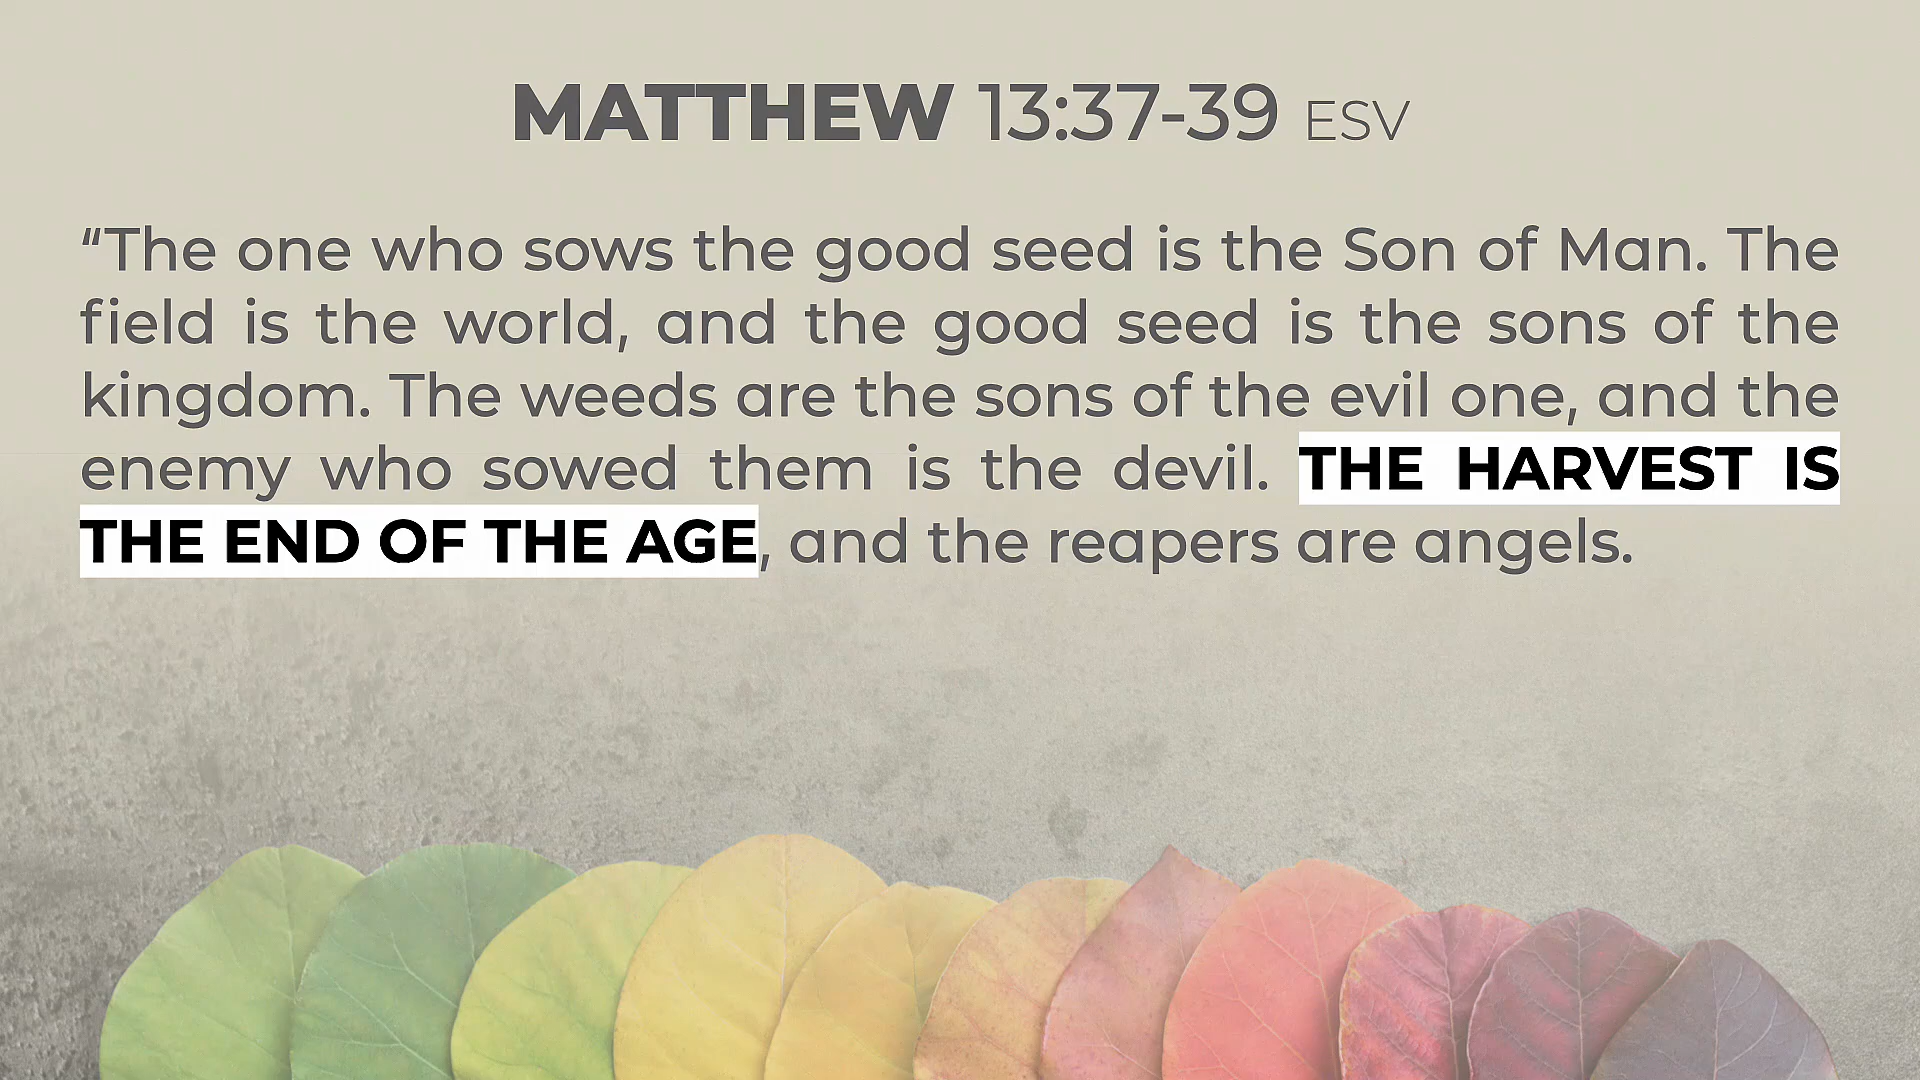 MATTHEW 13:37-39 ESV
“The one who sows the good seed is the Son of Man. The
field is the world, and the good seed is the sons of the
kingdom. The weeds are the sons of the evil one, and the
enemy who sowed them is the devil. THE HARVEST IS
THE END OF THE AGE, and the reapers are angels.